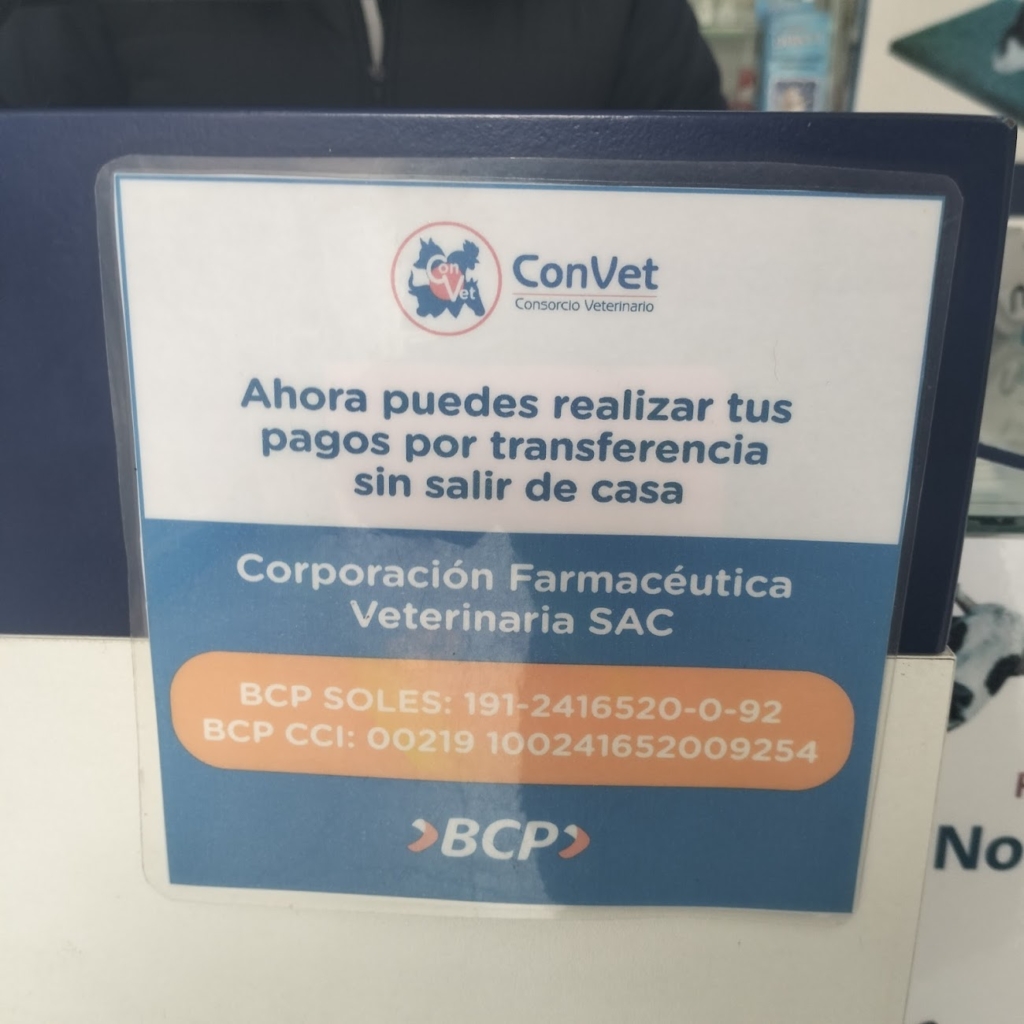 Con
Vet
ConVet
Consorcio Veterinario
Ahora puedes realizar tus
pagos por transferencia
sin salir de casa
Corporación Farmacéutica
Veterinaria SAC
BCP SOLES: 191-2416520-0-92
BCP CCI: 00219 100241652009254
BCP
No